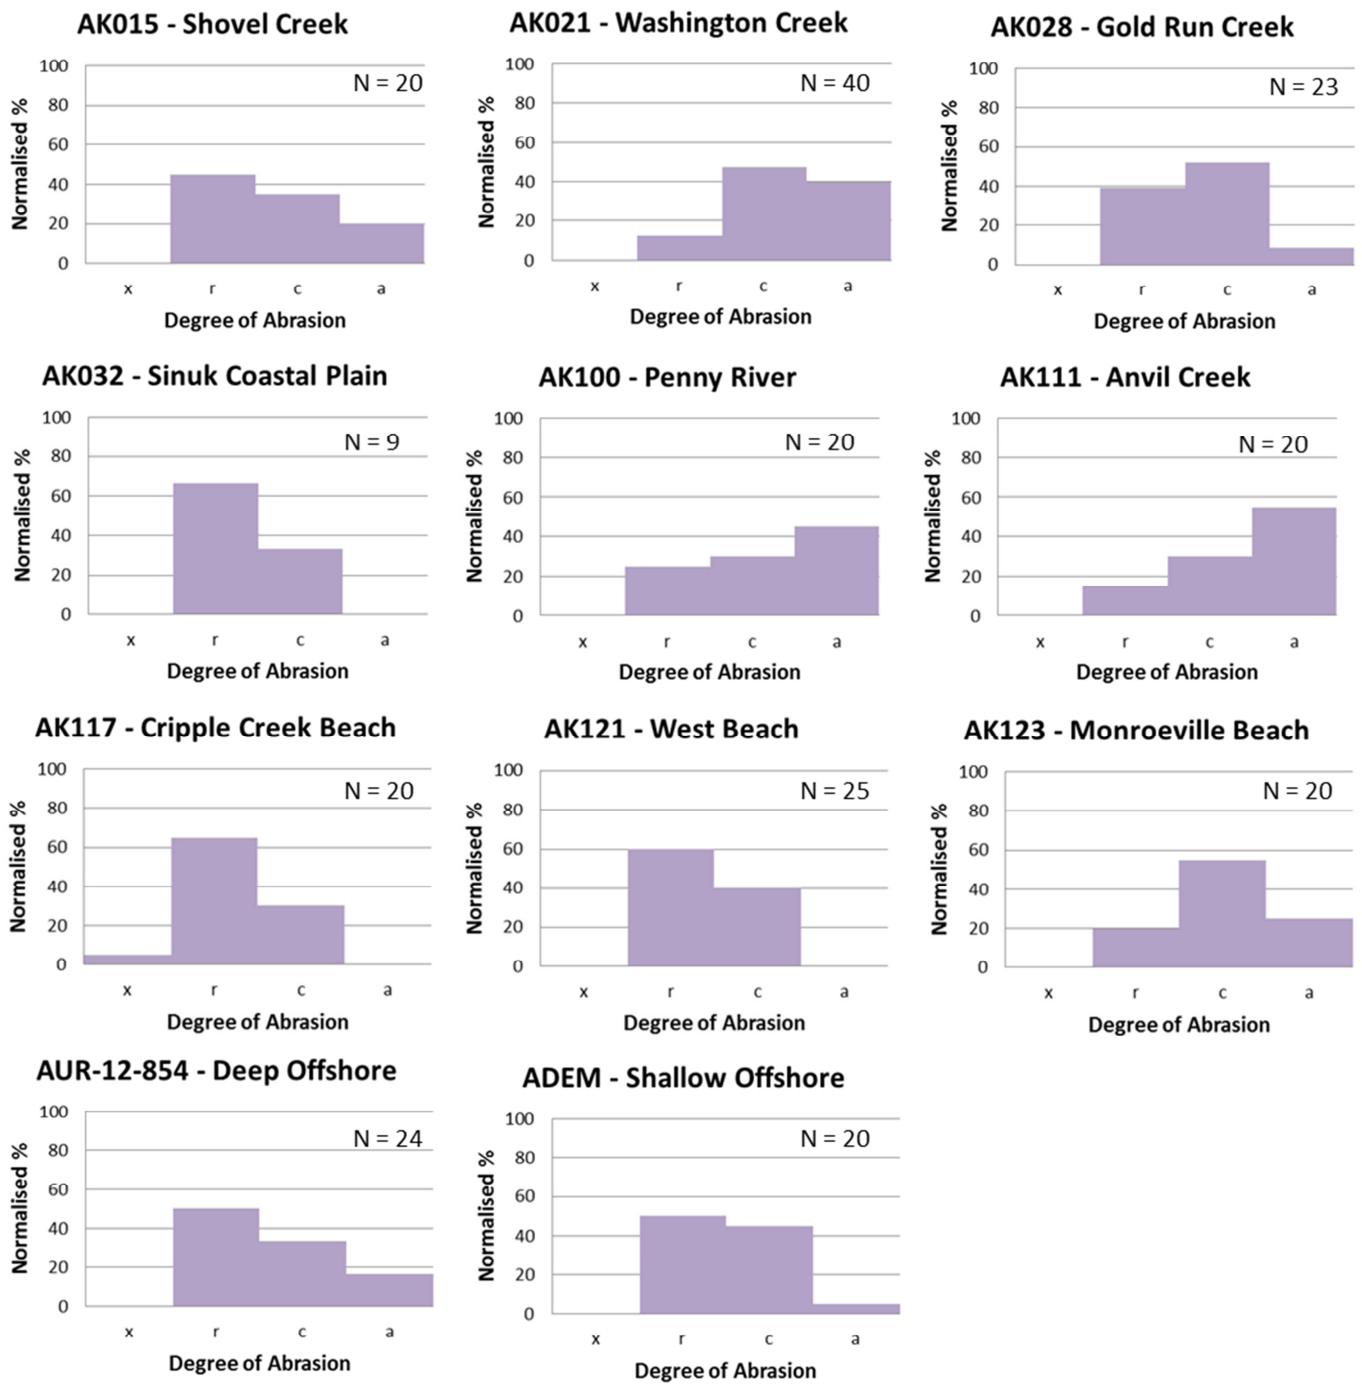 AK015 - Shovel Creek
N = 20
Normalised %
100
80
60
40
20
0
x r c a
Degree of Abrasion
AK021 - Washington Creek
N = 40
Normalised %
100
80
60
40
20
0
x r c a
Degree of Abrasion
AK028 - Gold Run Creek
N = 23
Normalised %
100
80
60
40
20
0
x r c a
Degree of Abrasion
AK032 - Sinuk Coastal Plain
N = 9
Normalised %
100
80
60
40
20
0
x r c a
Degree of Abrasion
AK100 - Penny River
N = 20
Normalised %
100
80
60
40
20
0
x r c a
Degree of Abrasion
AK111 - Anvil Creek
N = 20
Normalised %
100
80
60
40
20
0
x r c a
Degree of Abrasion
AK117 - Cripple Creek Beach
N = 20
Normalised %
100
80
60
40
20
0
x r c a
Degree of Abrasion
AK121 - West Beach
N = 25
Normalised %
100
80
60
40
20
0
x r c a
Degree of Abrasion
AK123 - Monroeville Beach
N = 20
Normalised %
100
80
60
40
20
0
x r c a
Degree of Abrasion
AUR-12-854 - Deep Offshore
N = 24
Normalised %
100
80
60
40
20
0
x r c a
Degree of Abrasion
ADEM - Shallow Offshore
N = 20
Normalised %
100
80
60
40
20
0
x r c a
Degree of Abrasion